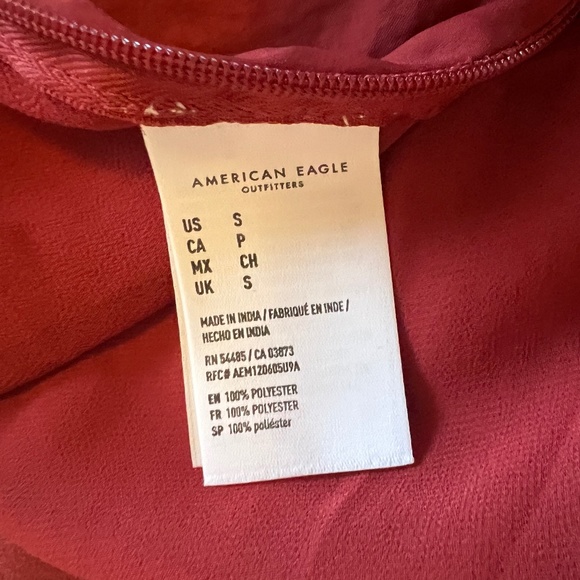 AMERICAN EAGLE
OUTFITTERS
US S
CA P
MX CH
UK S
MADE IN INDIA / FABRIQUÉ EN INDE /
HECHO EN INDIA
RN 54485 / CA 03873
RFC# AEM120605U9A
EN 100% POLYESTER
FR 100% POLYESTER
SP 100% poliéster